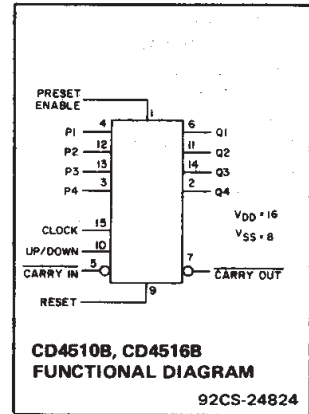 PRESET
ENABLE
1
P1 4 6 Q1
P2 12 11 Q2
P3 13 14 Q3
P4 3 2 Q4
CLOCK 15
VDD = 16
UP/DOWN 10
VSS = 8
CARRY IN 5 7 CARRY OUT
RESET 9
CD4510B, CD4516B
FUNCTIONAL DIAGRAM
92CS-24824